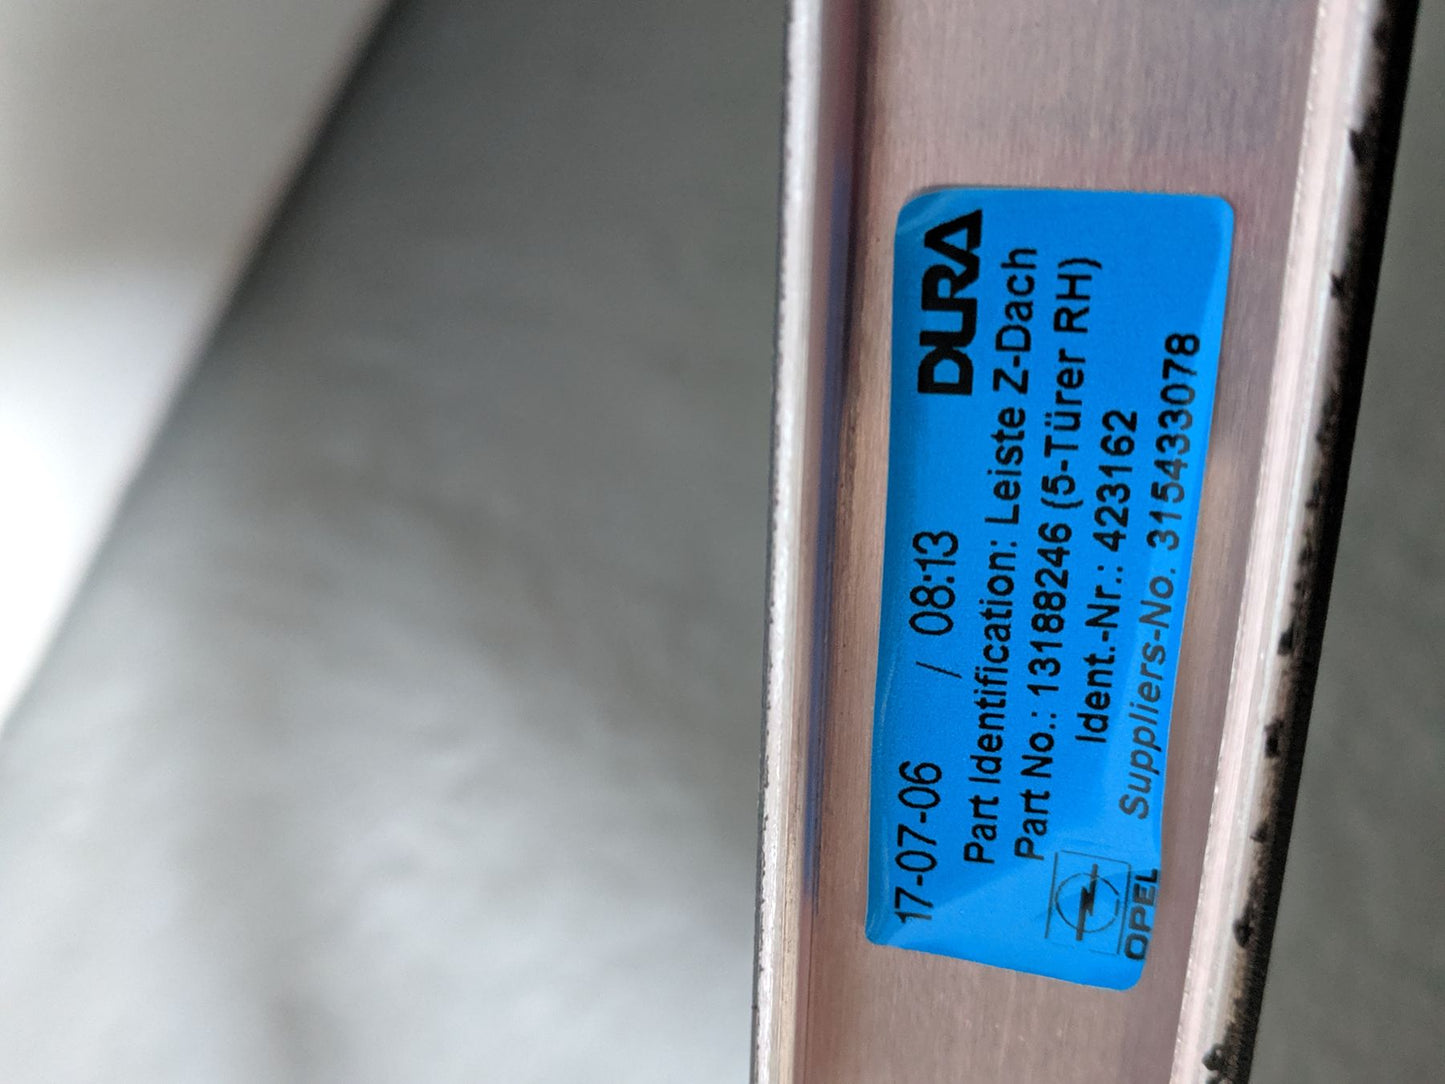 17-07-06 / 08:13 DURA
Part Identification: Leiste Z-Dach
Part No.: 13188246 (5-Türer RH)
Ident.-Nr.: 423162
OPEL Suppliers-No. 315433078